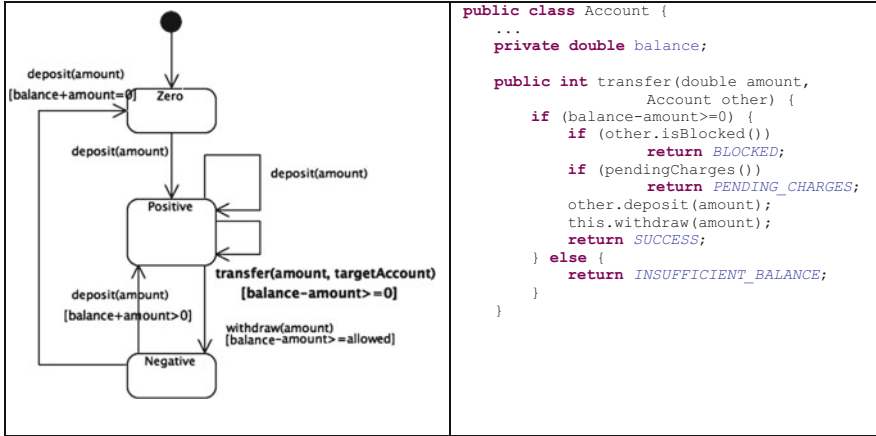 deposit(amount)
[balance+amount=0]
Zero
deposit(amount)
deposit(amount)
Positive
transfer(amount, targetAccount)
[balance-amount>=0]
deposit(amount)
[balance+amount>0]
withdraw(amount)
[balance-amount>=allowed]
Negative
public class Account {
...
private double balance;
public int transfer(double amount,
Account other) {
if (balance-amount>=0) {
if (other.isBlocked())
return BLOCKED;
if (pendingCharges())
return PENDING_CHARGES;
other.deposit(amount);
this.withdraw(amount);
return SUCCESS;
} else {
return INSUFFICIENT_BALANCE;
}
}